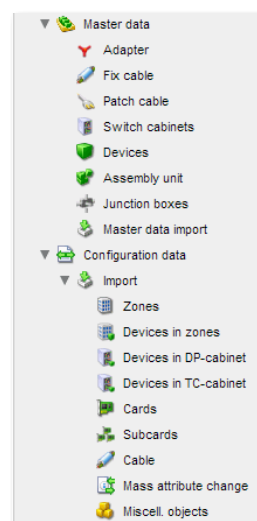 Master data
Adapter
Fix cable
Patch cable
Switch cabinets
Devices
Assembly unit
Junction boxes
Master data import
Configuration data
Import
Zones
Devices in zones
Devices in DP-cabinet
Devices in TC-cabinet
Cards
Subcards
Cable
Mass attribute change
Miscell. objects